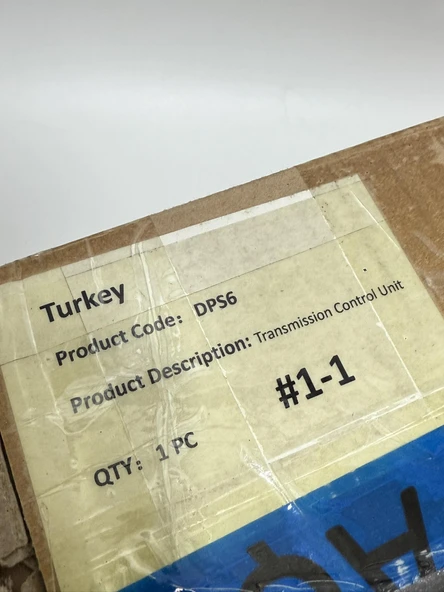 Turkey
Product Code: DPS6
Product Description: Transmission Control Unit
#1-1
QTY: 1 PC